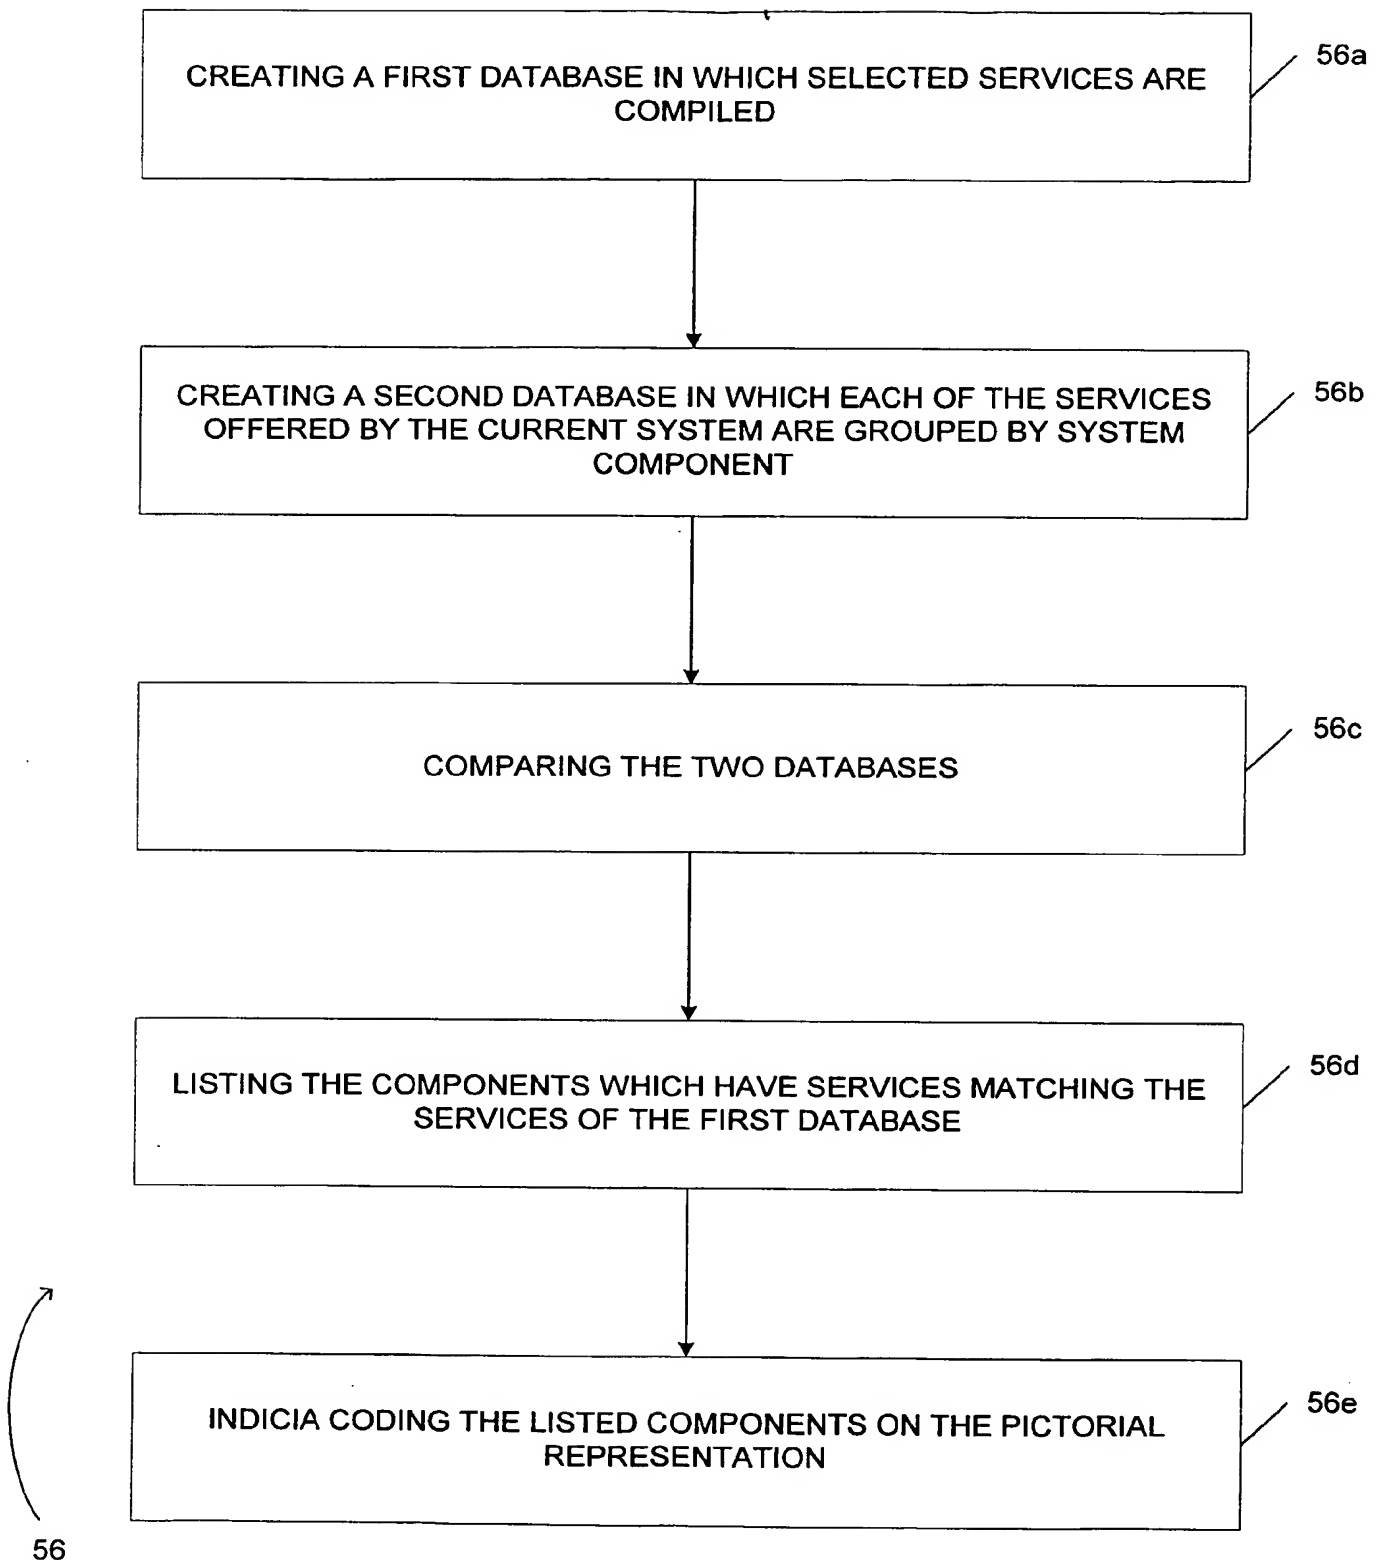 CREATING A FIRST DATABASE IN WHICH SELECTED SERVICES ARE
COMPILED
56a
CREATING A SECOND DATABASE IN WHICH EACH OF THE SERVICES
OFFERED BY THE CURRENT SYSTEM ARE GROUPED BY SYSTEM
COMPONENT
56b
COMPARING THE TWO DATABASES
56c
LISTING THE COMPONENTS WHICH HAVE SERVICES MATCHING THE
SERVICES OF THE FIRST DATABASE
56d
INDICIA CODING THE LISTED COMPONENTS ON THE PICTORIAL
REPRESENTATION
56e
56